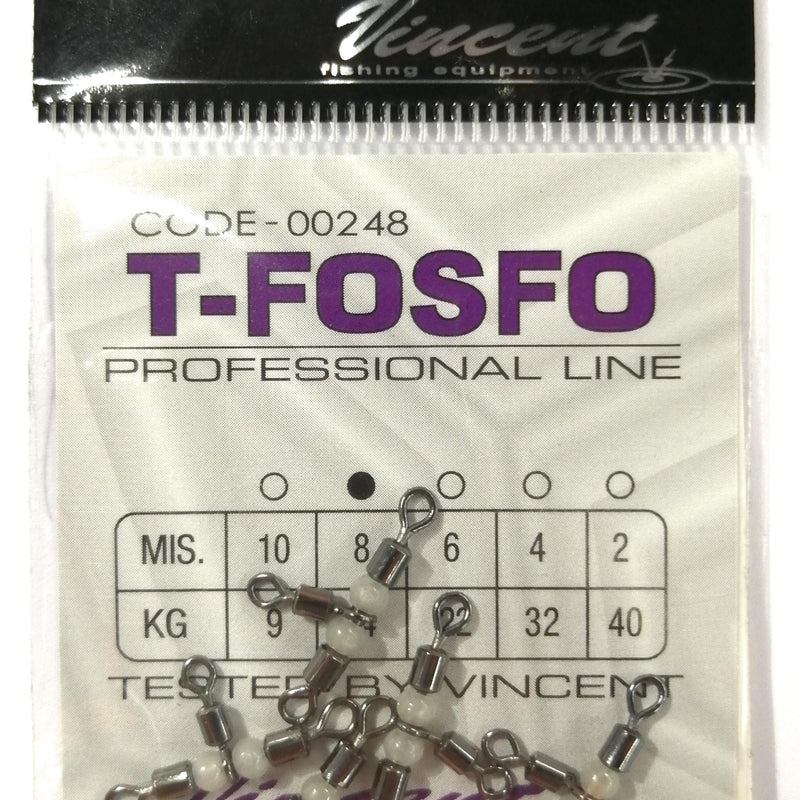 Vincent
fishing equipment
CODE-00248
T-FOSFO
PROFESSIONAL LINE
MIS. 10 8 6 4 2
KG 9 22 32 40
TESTED BY VINCENT
Vincent